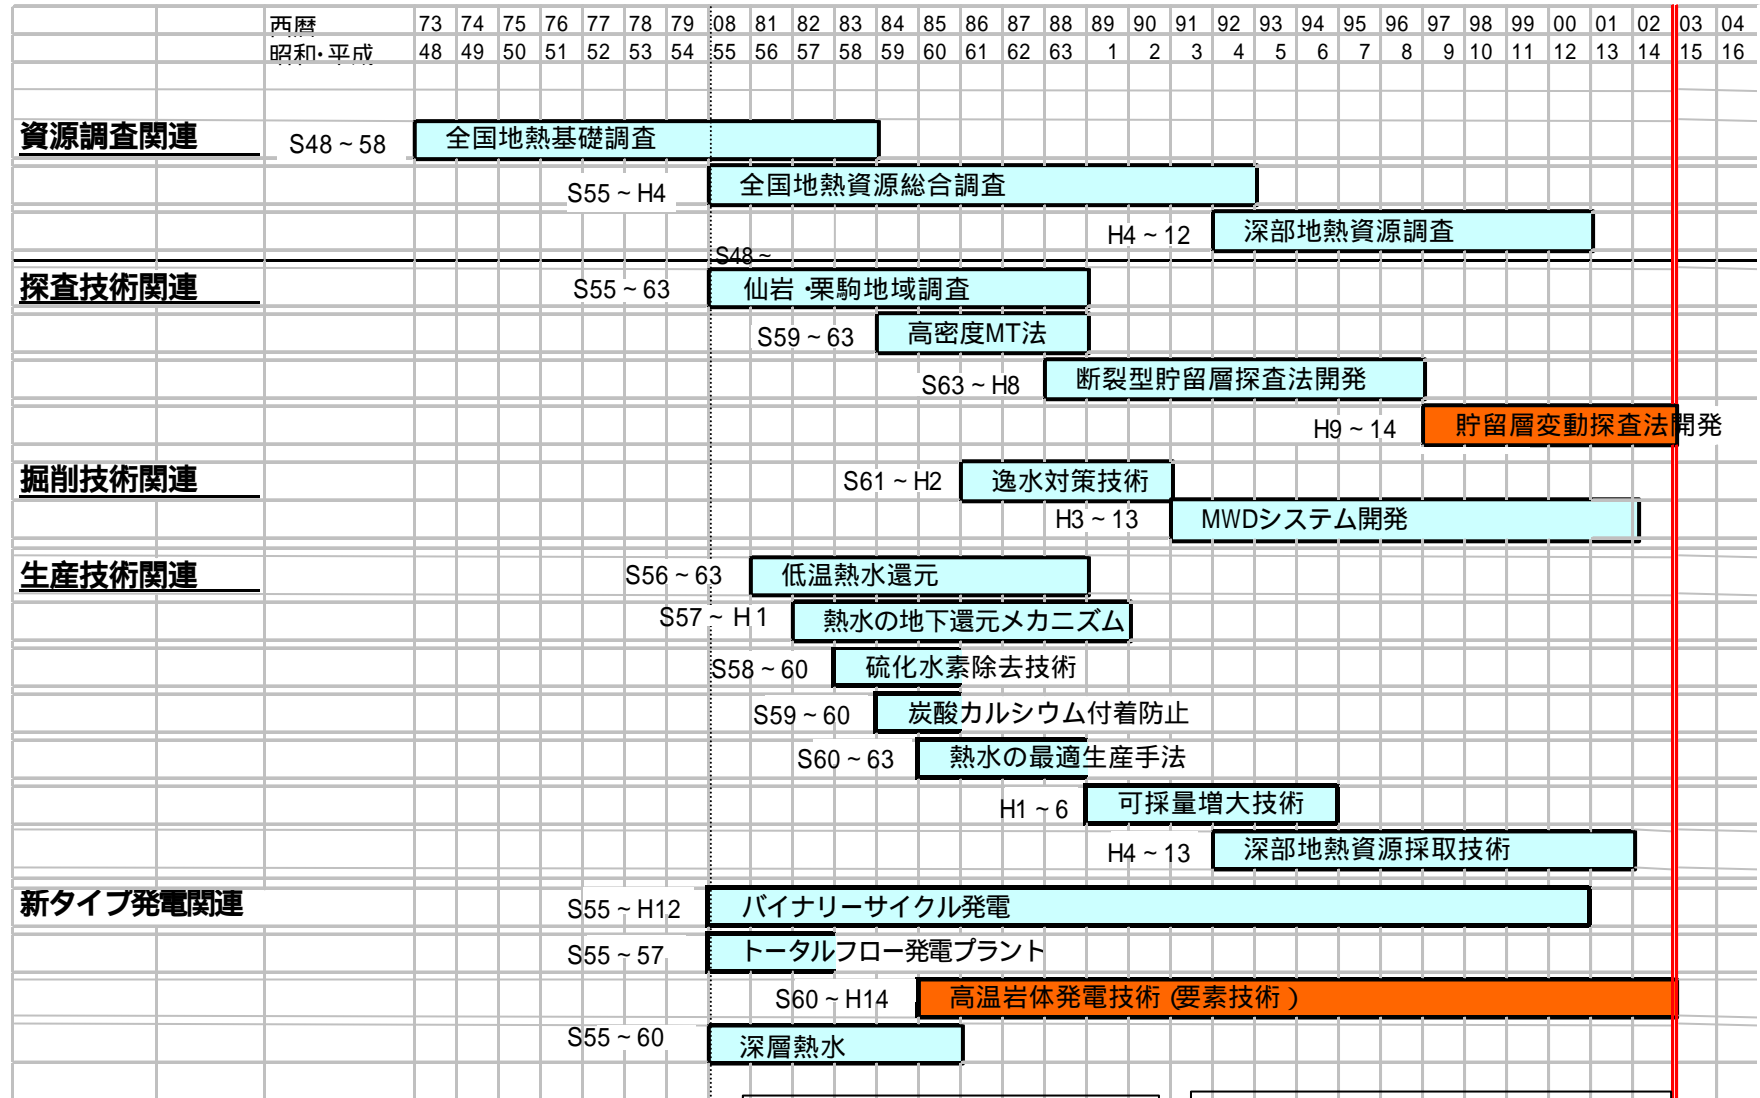 西暦 73 74 75 76 77 78 79 08 81 82 83 84 85 86 87 88 89 90 91 92 93 94 95 96 97 98 99 00 01 02 03 04
昭和・平成 48 49 50 51 52 53 54 55 56 57 58 59 60 61 62 63 1 2 3 4 5 6 7 8 9 10 11 12 13 14 15 16
資源調査関連 S48～58 全国地熱基礎調査
S55～H4 全国地熱資源総合調査
H4～12 深部地熱資源調査
S48～
探査技術関連 S55～63 仙岩・栗駒地域調査
S59～63 高密度MT法
S63～H8 断裂型貯留層探査法開発
H9～14 貯留層変動探査法開発
掘削技術関連 S61～H2 逸水対策技術
H3～13 MWDシステム開発
生産技術関連 S56～63 低温熱水還元
S57～H1 熱水の地下還元メカニズム
S58～60 硫化水素除去技術
S59～60 炭酸カルシウム付着防止
S60～63 熱水の最適生産手法
H1～6 可採量増大技術
H4～13 深部地熱資源採取技術
新タイプ発電関連 S55～H12 バイナリーサイクル発電
S55～57 トータルフロー発電プラント
S60～H14 高温岩体発電技術（要素技術）
S55～60 深層熱水